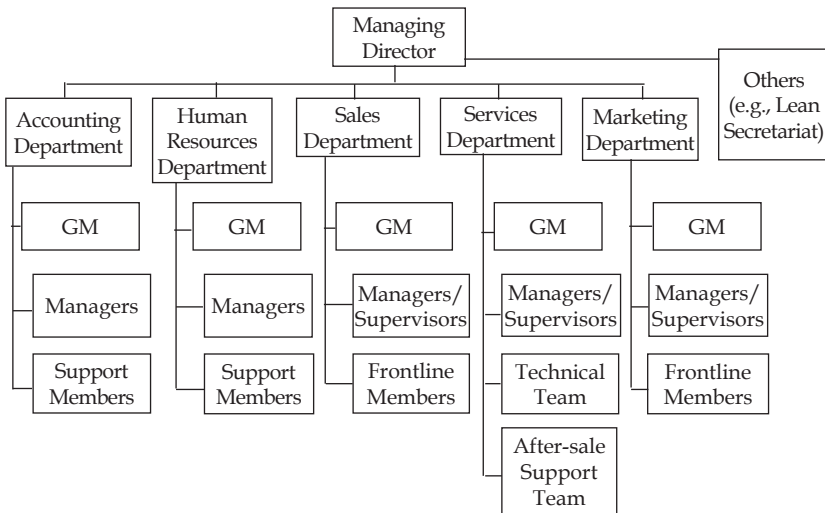 Managing
Director
Others
(e.g., Lean
Secretariat)
Accounting
Department
Human
Resources
Department
Sales
Department
Services
Department
Marketing
Department
GM
GM
GM
GM
GM
Managers
Managers
Managers/
Supervisors
Managers/
Supervisors
Managers/
Supervisors
Support
Members
Support
Members
Frontline
Members
Technical
Team
Frontline
Members
After-sale
Support
Team